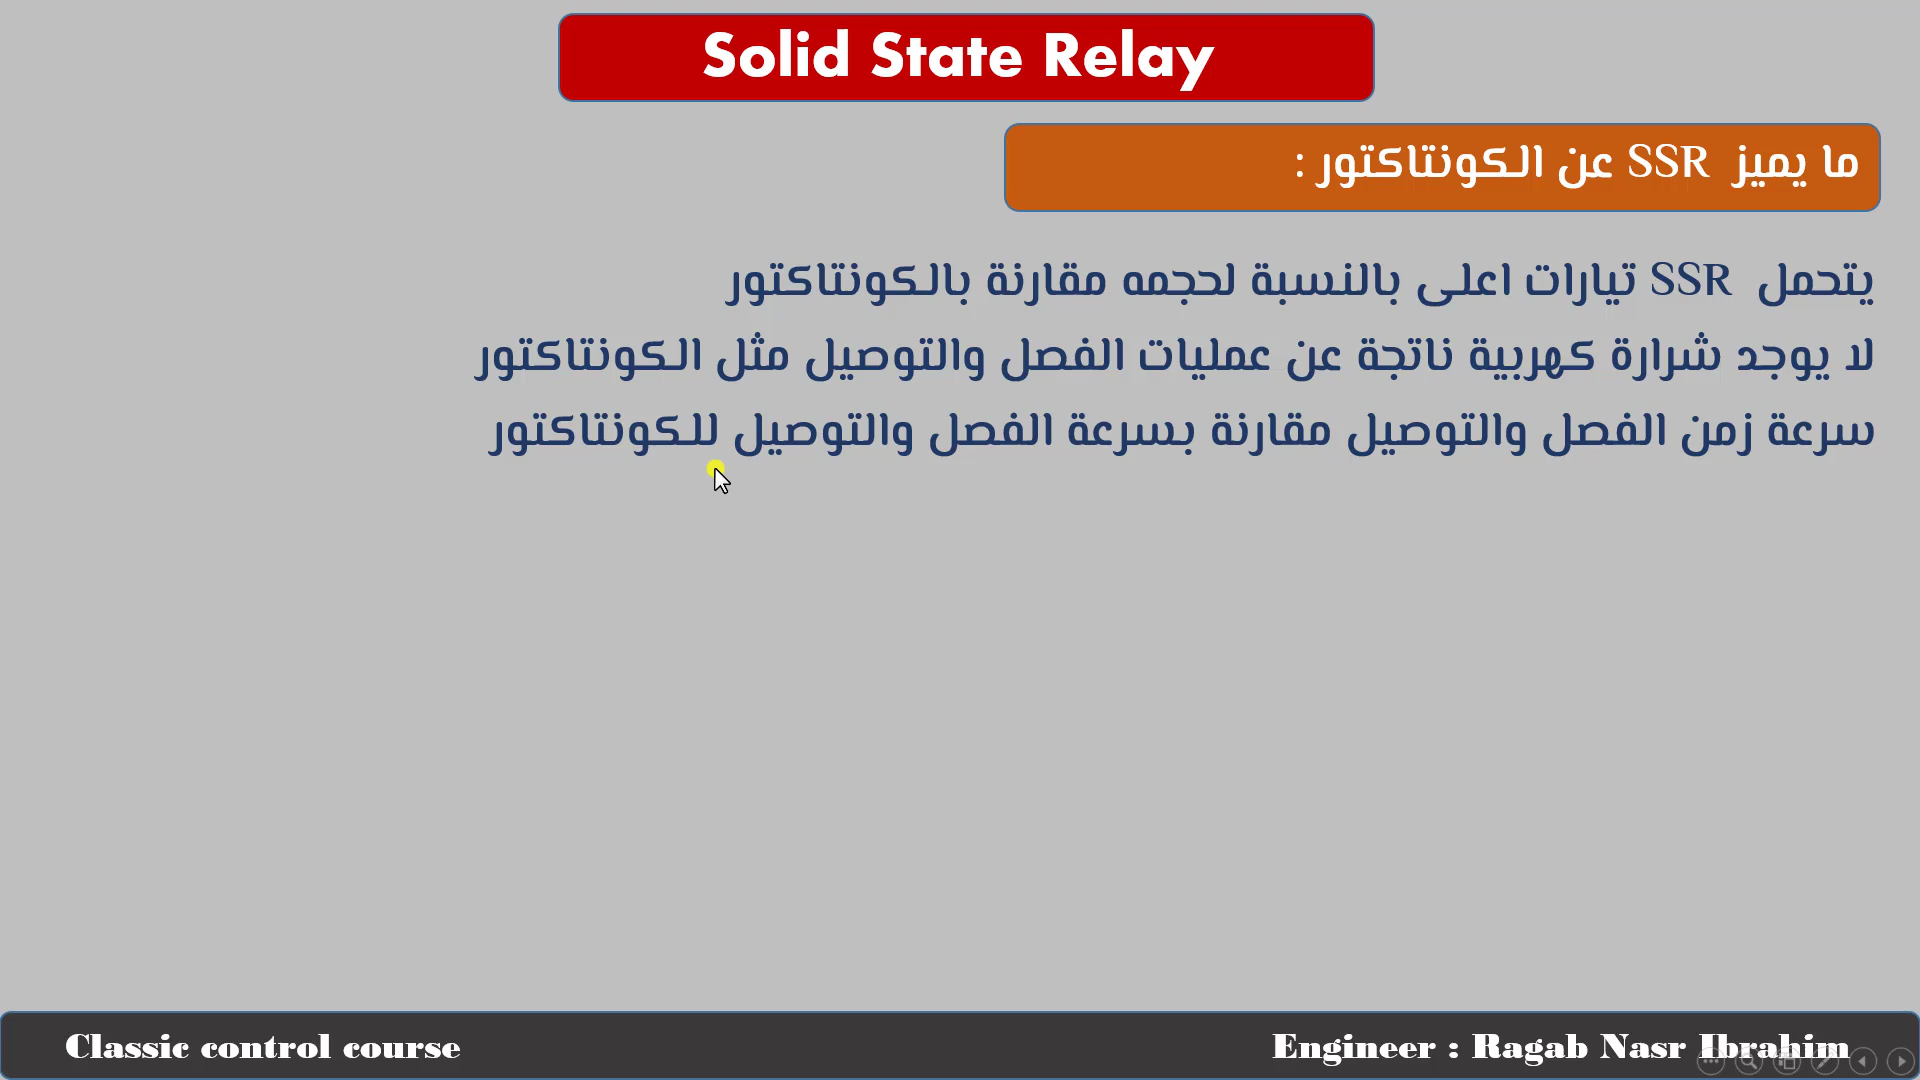 Solid State Relay
ما يميز SSR عن الكونتاكتور :
يتحمل SSR تيارات اعلى بالنسبة لحجمه مقارنة بالكونتاكتور
لا يوجد شرارة كهربية ناتجة عن عمليات الفصل والتوصيل مثل الكونتاكتور
سرعة زمن الفصل والتوصيل مقارنة بسرعة الفصل والتوصيل للكونتاكتور
Classic control course
Engineer : Ragab Nasr Ibrahim